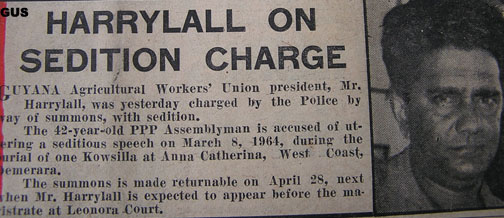 GUS
HARRYLALL ON
SEDITION CHARGE
GUYANA Agricultural Workers' Union president, Mr.
Harrylall, was yesterday charged by the Police by
way of summons, with sedition.
The 42-year-old PPP Assemblyman is accused of ut-
ering a seditious speech on March 8, 1964, during the
urial of one Kowsilla at Anna Catherina, West Coast,
emerara.
The summons is made returnable on April 28, next
hen Mr. Harrylall is expected to appear before the ma-
istrate at Leonora Court.